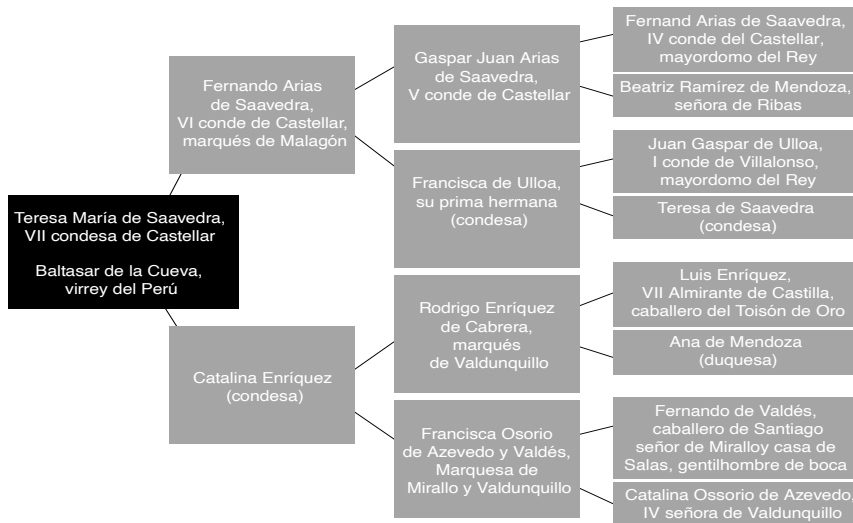 Teresa María de Saavedra,
VII condesa de Castellar
Baltasar de la Cueva,
virrey del Perú
Fernando Arias
de Saavedra,
VI conde de Castellar,
marqués de Malagón
Catalina Enríquez
(condesa)
Gaspar Juan Arias
de Saavedra,
V conde de Castellar
Francisca de Ulloa,
su prima hermana
(condesa)
Rodrigo Enríquez
de Cabrera,
marqués
de Valdunquillo
Francisca Osorio
de Azevedo y Valdés,
Marquesa de
Mirallo y Valdunquillo
Fernand Arias de Saavedra,
IV conde del Castellar,
mayordomo del Rey
Beatriz Ramírez de Mendoza,
señora de Ribas
Juan Gaspar de Ulloa,
I conde de Villalonso,
mayordomo del Rey
Teresa de Saavedra
(condesa)
Luis Enríquez,
VII Almirante de Castilla,
caballero del Toisón de Oro
Ana de Mendoza
(duquesa)
Fernando de Valdés,
caballero de Santiago
señor de Miralloy casa de
Salas, gentilhombre de boca
Catalina Ossorio de Azevedo,
IV señora de Valdunquillo